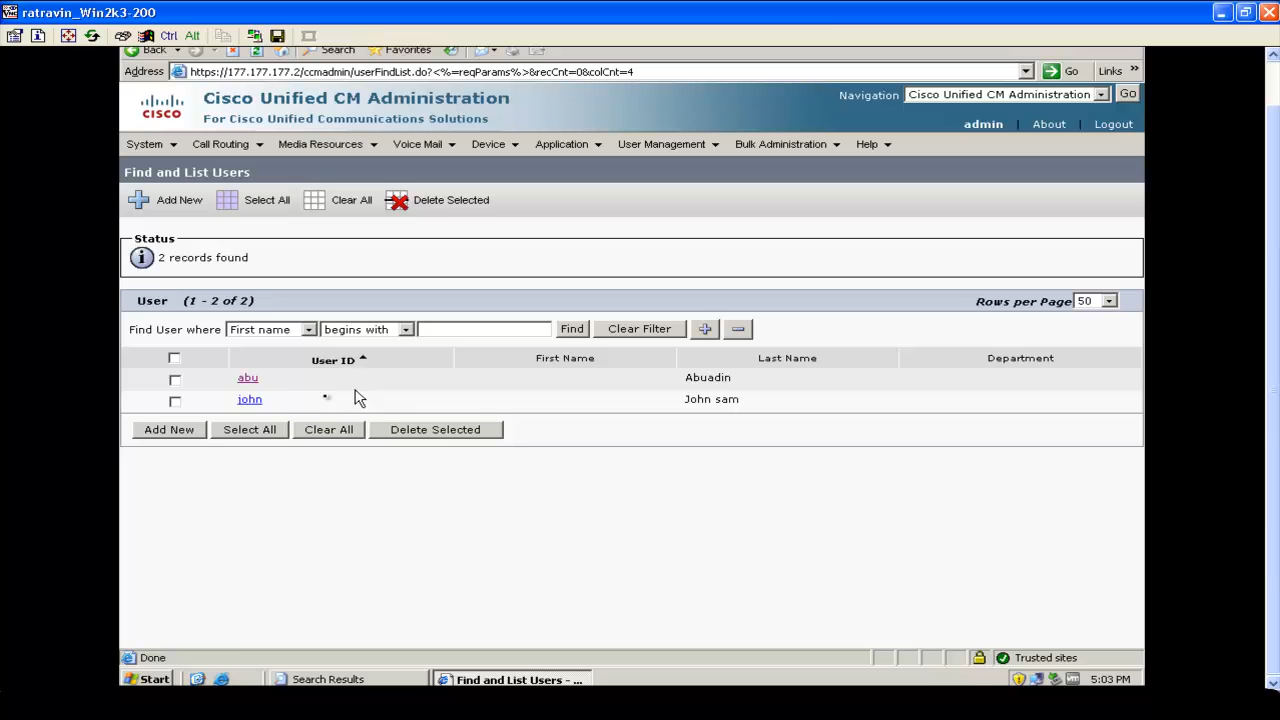 ratravin_Win2k3-200
Ctrl Alt
Back Search Favorites
Address https://177.177.177.2/ccmadmin/userFindList.do?<%=reqParams%>&recCnt=0&colCnt=4 Go Links »
CISCO Cisco Unified CM Administration Navigation Cisco Unified CM Administration Go
For Cisco Unified Communications Solutions admin | About | Logout
System Call Routing Media Resources Voice Mail Device Application User Management Bulk Administration Help
Find and List Users
Add New Select All Clear All Delete Selected
Status
2 records found
User (1 - 2 of 2) Rows per Page 50
Find User where First name begins with Find Clear Filter
User ID First Name Last Name Department
abu Abuadin
john John sam
Add New Select All Clear All Delete Selected
Done Trusted sites
Start Search Results Find and List Users - ... 5:03 PM